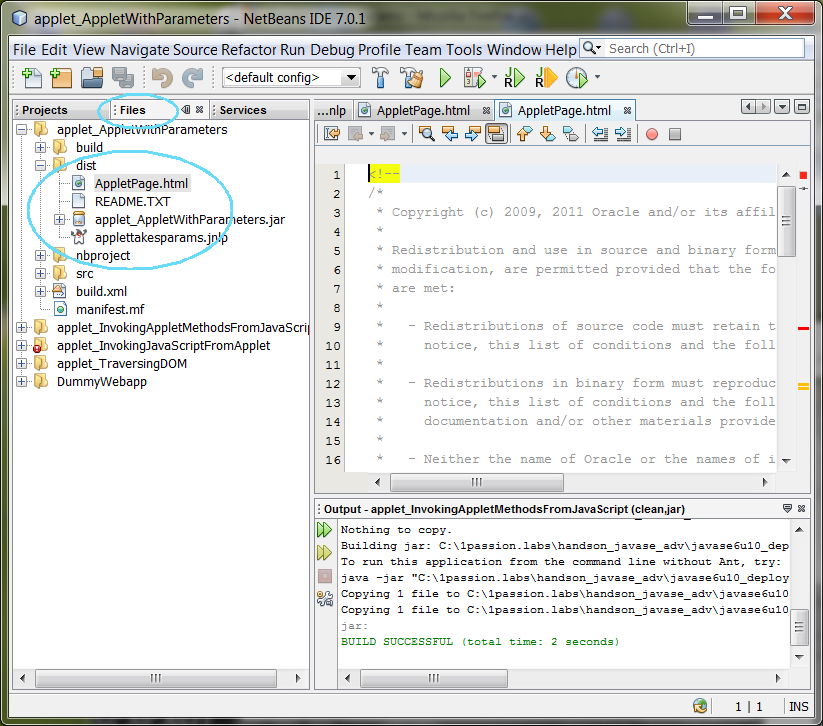 applet_AppletWithParameters - NetBeans IDE 7.0.1
File Edit View Navigate Source Refactor Run Debug Profile Team Tools Window Help Search (Ctrl+I)
<default config>
Projects Files Services
applet_AppletWithParameters
build
dist
AppletPage.html
README.TXT
applet_AppletWithParameters.jar
applettakesparams.jnlp
nbproject
src
build.xml
manifest.mf
applet_InvokingAppletMethodsFromJavaScri
applet_InvokingJavaScriptFromApplet
applet_TraversingDOM
DummyWebapp
...nlp AppletPage.html AppletPage.html
1 <!--
2 /*
3 * Copyright (c) 2009, 2011 Oracle and/or its affil
4 *
5 * Redistribution and use in source and binary form
6 * modification, are permitted provided that the fo
7 * are met:
8 *
9 * - Redistributions of source code must retain t
10 * notice, this list of conditions and the foll
11 *
12 * - Redistributions in binary form must reproduc
13 * notice, this list of conditions and the foll
14 * documentation and/or other materials provide
15 *
16 * - Neither the name of Oracle or the names of i
Output - applet_InvokingAppletMethodsFromJavaScript (clean,jar)
Nothing to copy.
Building jar: C:\1passion.labs\handson_javase_adv\javase6u10_dep
To run this application from the command line without Ant, try:
java -jar "C:\1passion.labs\handson_javase_adv\javase6u10_deploy
Copying 1 file to C:\1passion.labs\handson_javase_adv\javase6u10
Copying 1 file to C:\1passion.labs\handson_javase_adv\javase6u10
jar:
BUILD SUCCESSFUL (total time: 2 seconds)
1 | 1 INS